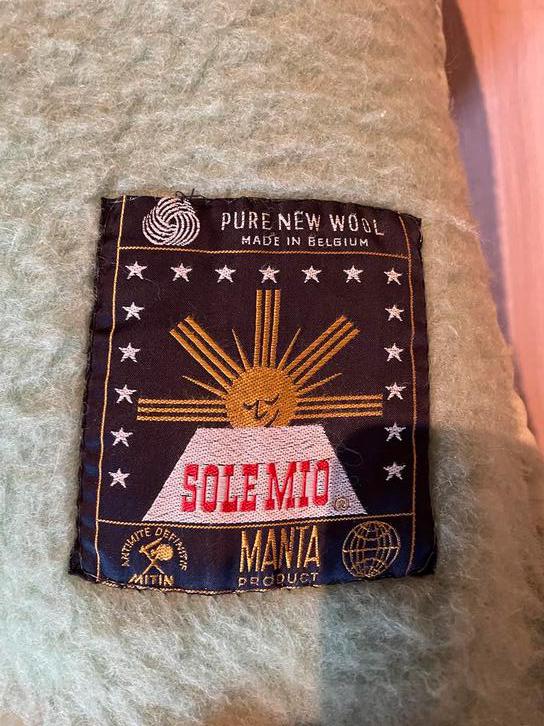 PURE NEW WOOL
MADE IN BELGIUM
SOLE MIO
®
ANTIMITE DEFINITIF
MITIN
MANTA
PRODUCT